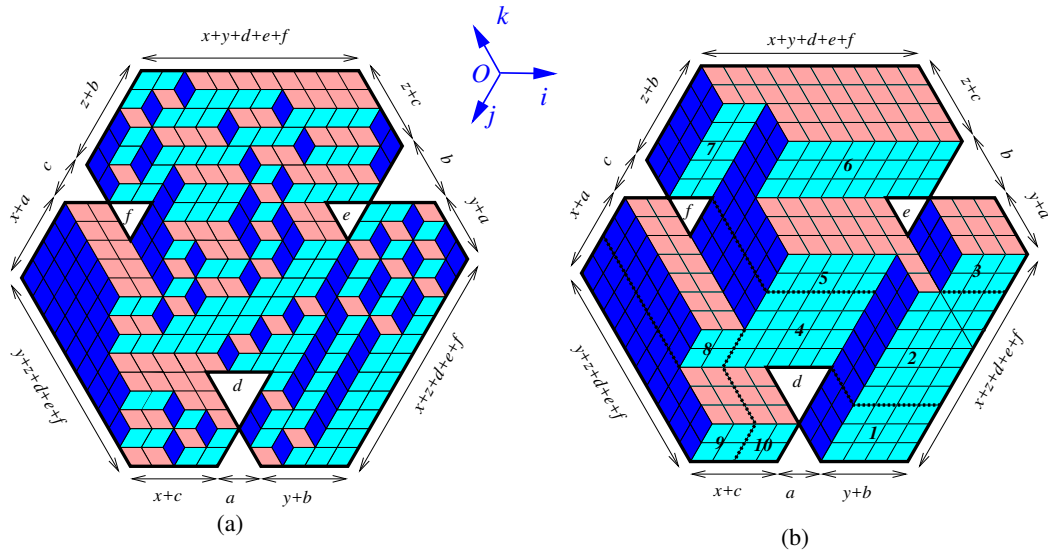 x+y+d+e+f
z+b
z+c
c
b
x+a
y+a
f
e
d
y+z+d+e+f
x+z+d+e+f
x+c
a
y+b
(a)
k
O
i
j
x+y+d+e+f
z+b
z+c
c
b
x+a
y+a
7
6
f
e
5
3
4
8
2
d
y+z+d+e+f
x+z+d+e+f
9
10
1
x+c
a
y+b
(b)